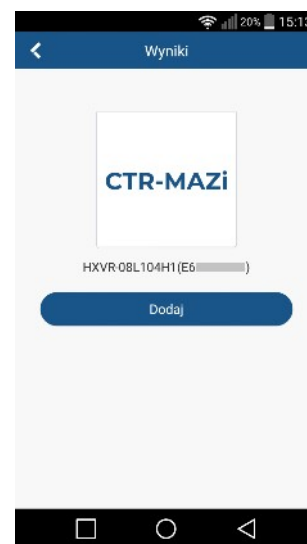 20% 15:13
Wyniki
CTR-MAZi
HXVR-08L104H1(E6 )
Dodaj